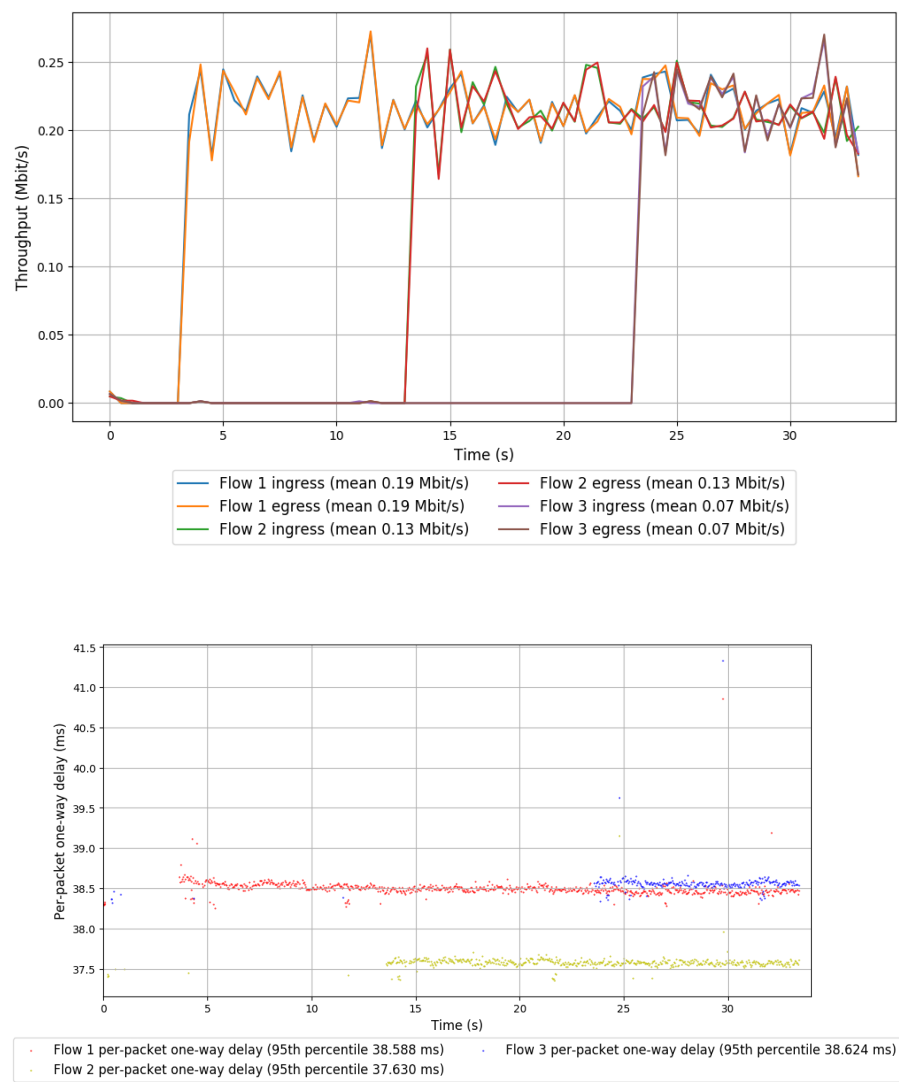 0.25
0.20
0.15
0.10
0.05
0.00
Throughput (Mbit/s)
0 5 10 15 20 25 30
Time (s)
Flow 1 ingress (mean 0.19 Mbit/s) Flow 2 egress (mean 0.13 Mbit/s)
Flow 1 egress (mean 0.19 Mbit/s) Flow 3 ingress (mean 0.07 Mbit/s)
Flow 2 ingress (mean 0.13 Mbit/s) Flow 3 egress (mean 0.07 Mbit/s)
41.5
41.0
40.5
40.0
39.5
39.0
38.5
38.0
37.5
Per-packet one-way delay (ms)
0 5 10 15 20 25 30
Time (s)
Flow 1 per-packet one-way delay (95th percentile 38.588 ms) Flow 3 per-packet one-way delay (95th percentile 38.624 ms)
Flow 2 per-packet one-way delay (95th percentile 37.630 ms)